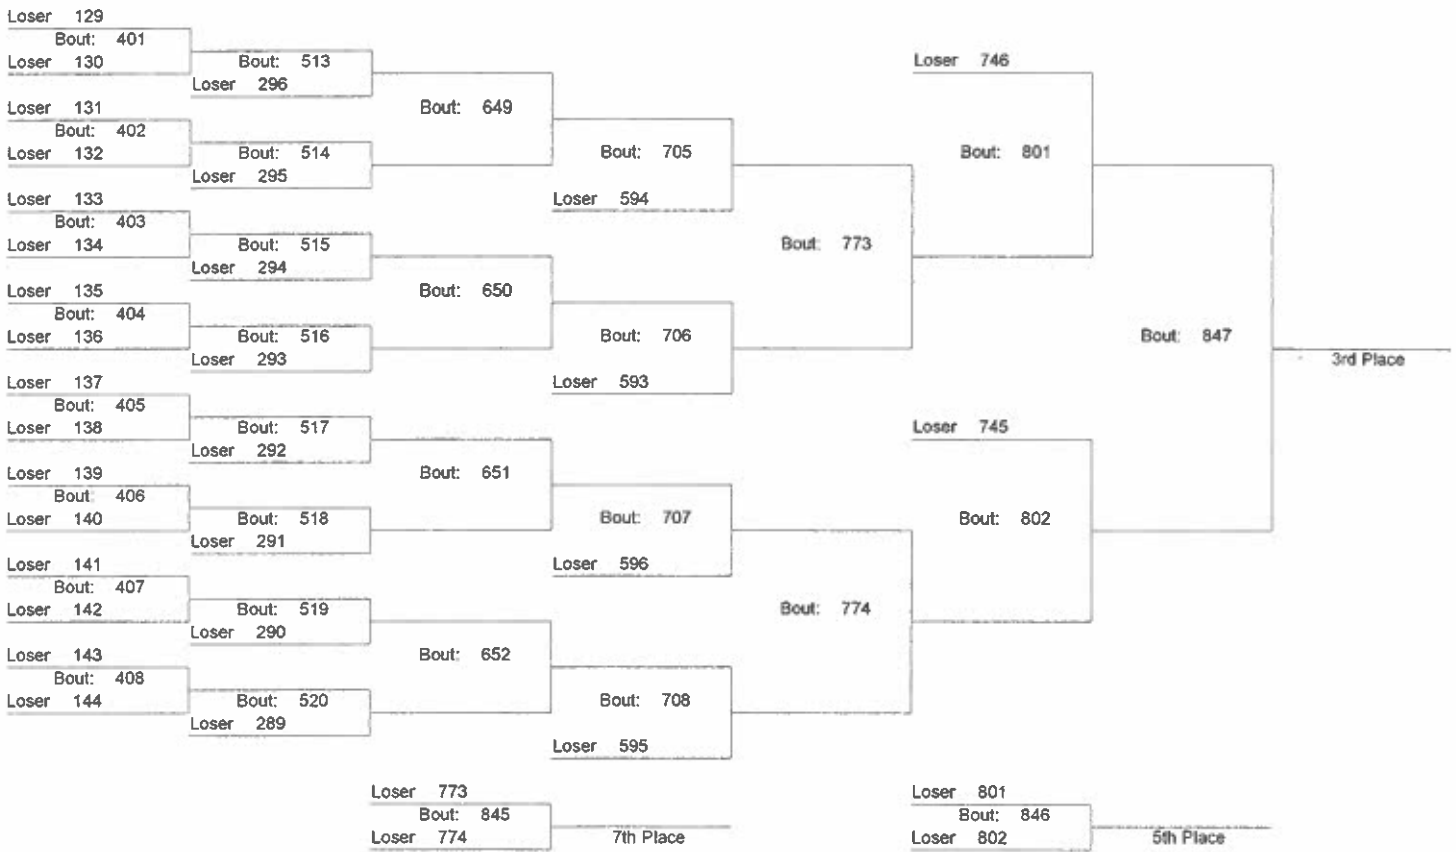 Loser 129
Bout: 401
Loser 130
Bout: 513
Loser 296
Loser 131
Bout: 402
Loser 132
Bout: 514
Loser 295
Bout: 649
Loser 133
Bout: 403
Loser 134
Bout: 515
Loser 294
Loser 135
Bout: 404
Loser 136
Bout: 516
Loser 293
Bout: 650
Bout: 705
Loser 594
Bout: 706
Loser 593
Bout: 773
Loser 746
Bout: 801
Loser 137
Bout: 405
Loser 138
Bout: 517
Loser 292
Loser 139
Bout: 406
Loser 140
Bout: 518
Loser 291
Bout: 651
Loser 141
Bout: 407
Loser 142
Bout: 519
Loser 290
Loser 143
Bout: 408
Loser 144
Bout: 520
Loser 289
Bout: 652
Bout: 707
Loser 596
Bout: 708
Loser 595
Bout: 774
Loser 745
Bout: 802
Bout: 847
3rd Place
Loser 773
Bout: 845
Loser 774
7th Place
Loser 801
Bout: 846
Loser 802
5th Place